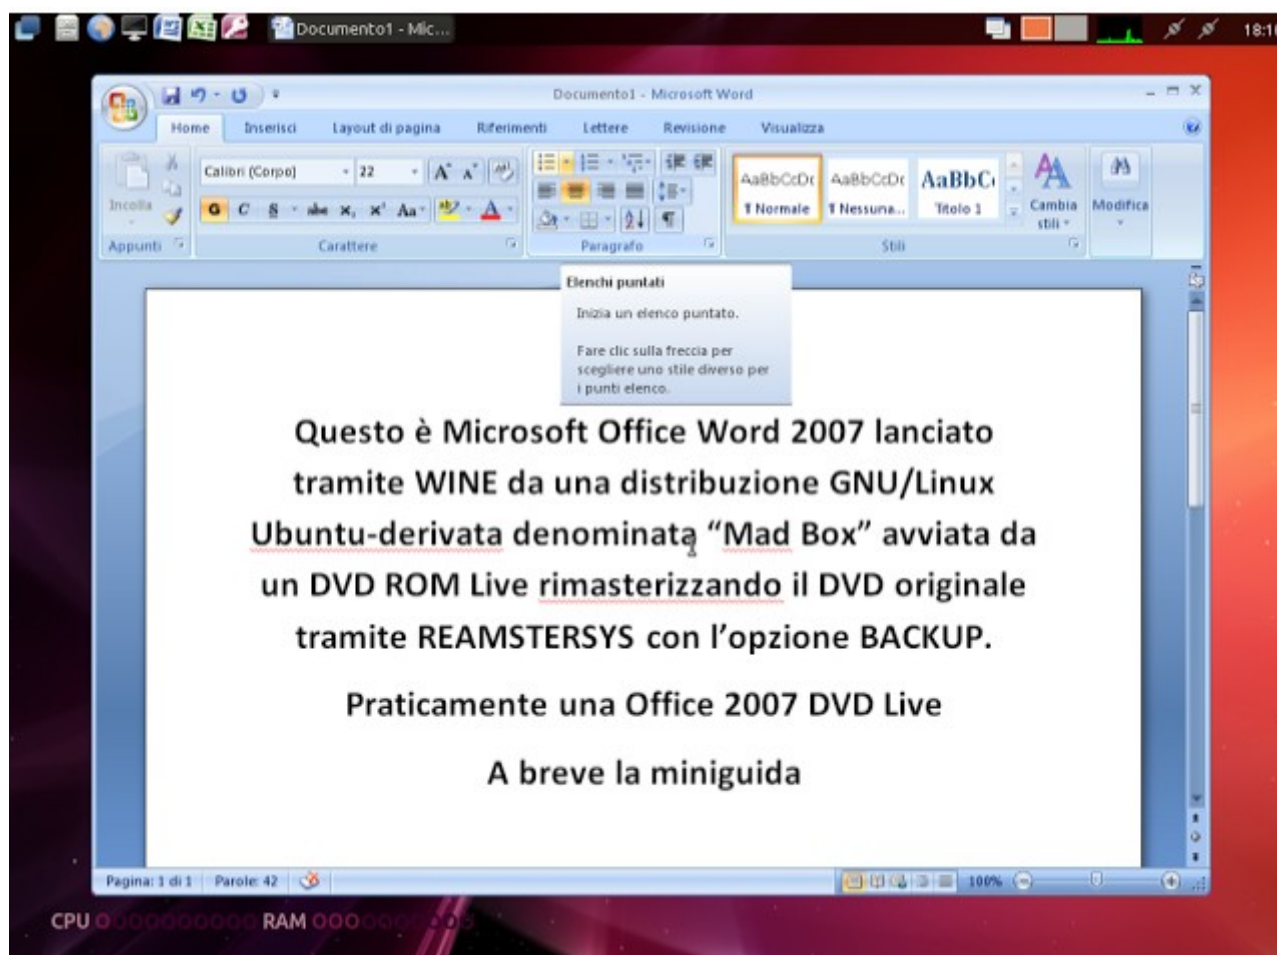 Documento1 - Mic...
Documento1 - Microsoft Word
Home Inserisci Layout di pagina Riferimenti Lettere Revisione Visualizza
Calibri (Corpo) 22
AaBbCcDc AaBbCcDc AaBbC
Incolla
G C S abc x, x² Aa A
¶ Normale ¶ Nessuna... Titolo 1
Cambia
stili
Modifica
Appunti Carattere Paragrafo Stili
Elenchi puntati
Inizia un elenco puntato.
Fare clic sulla freccia per
scegliere uno stile diverso per
i punti elenco.
Questo è Microsoft Office Word 2007 lanciato
tramite WINE da una distribuzione GNU/Linux
Ubuntu-derivata denominata “Mad Box” avviata da
un DVD ROM Live rimasterizzando il DVD originale
tramite REAMSTERSYS con l’opzione BACKUP.
Praticamente una Office 2007 DVD Live
A breve la miniguida
Pagina: 1 di 1 Parole: 42 100%
CPU RAM